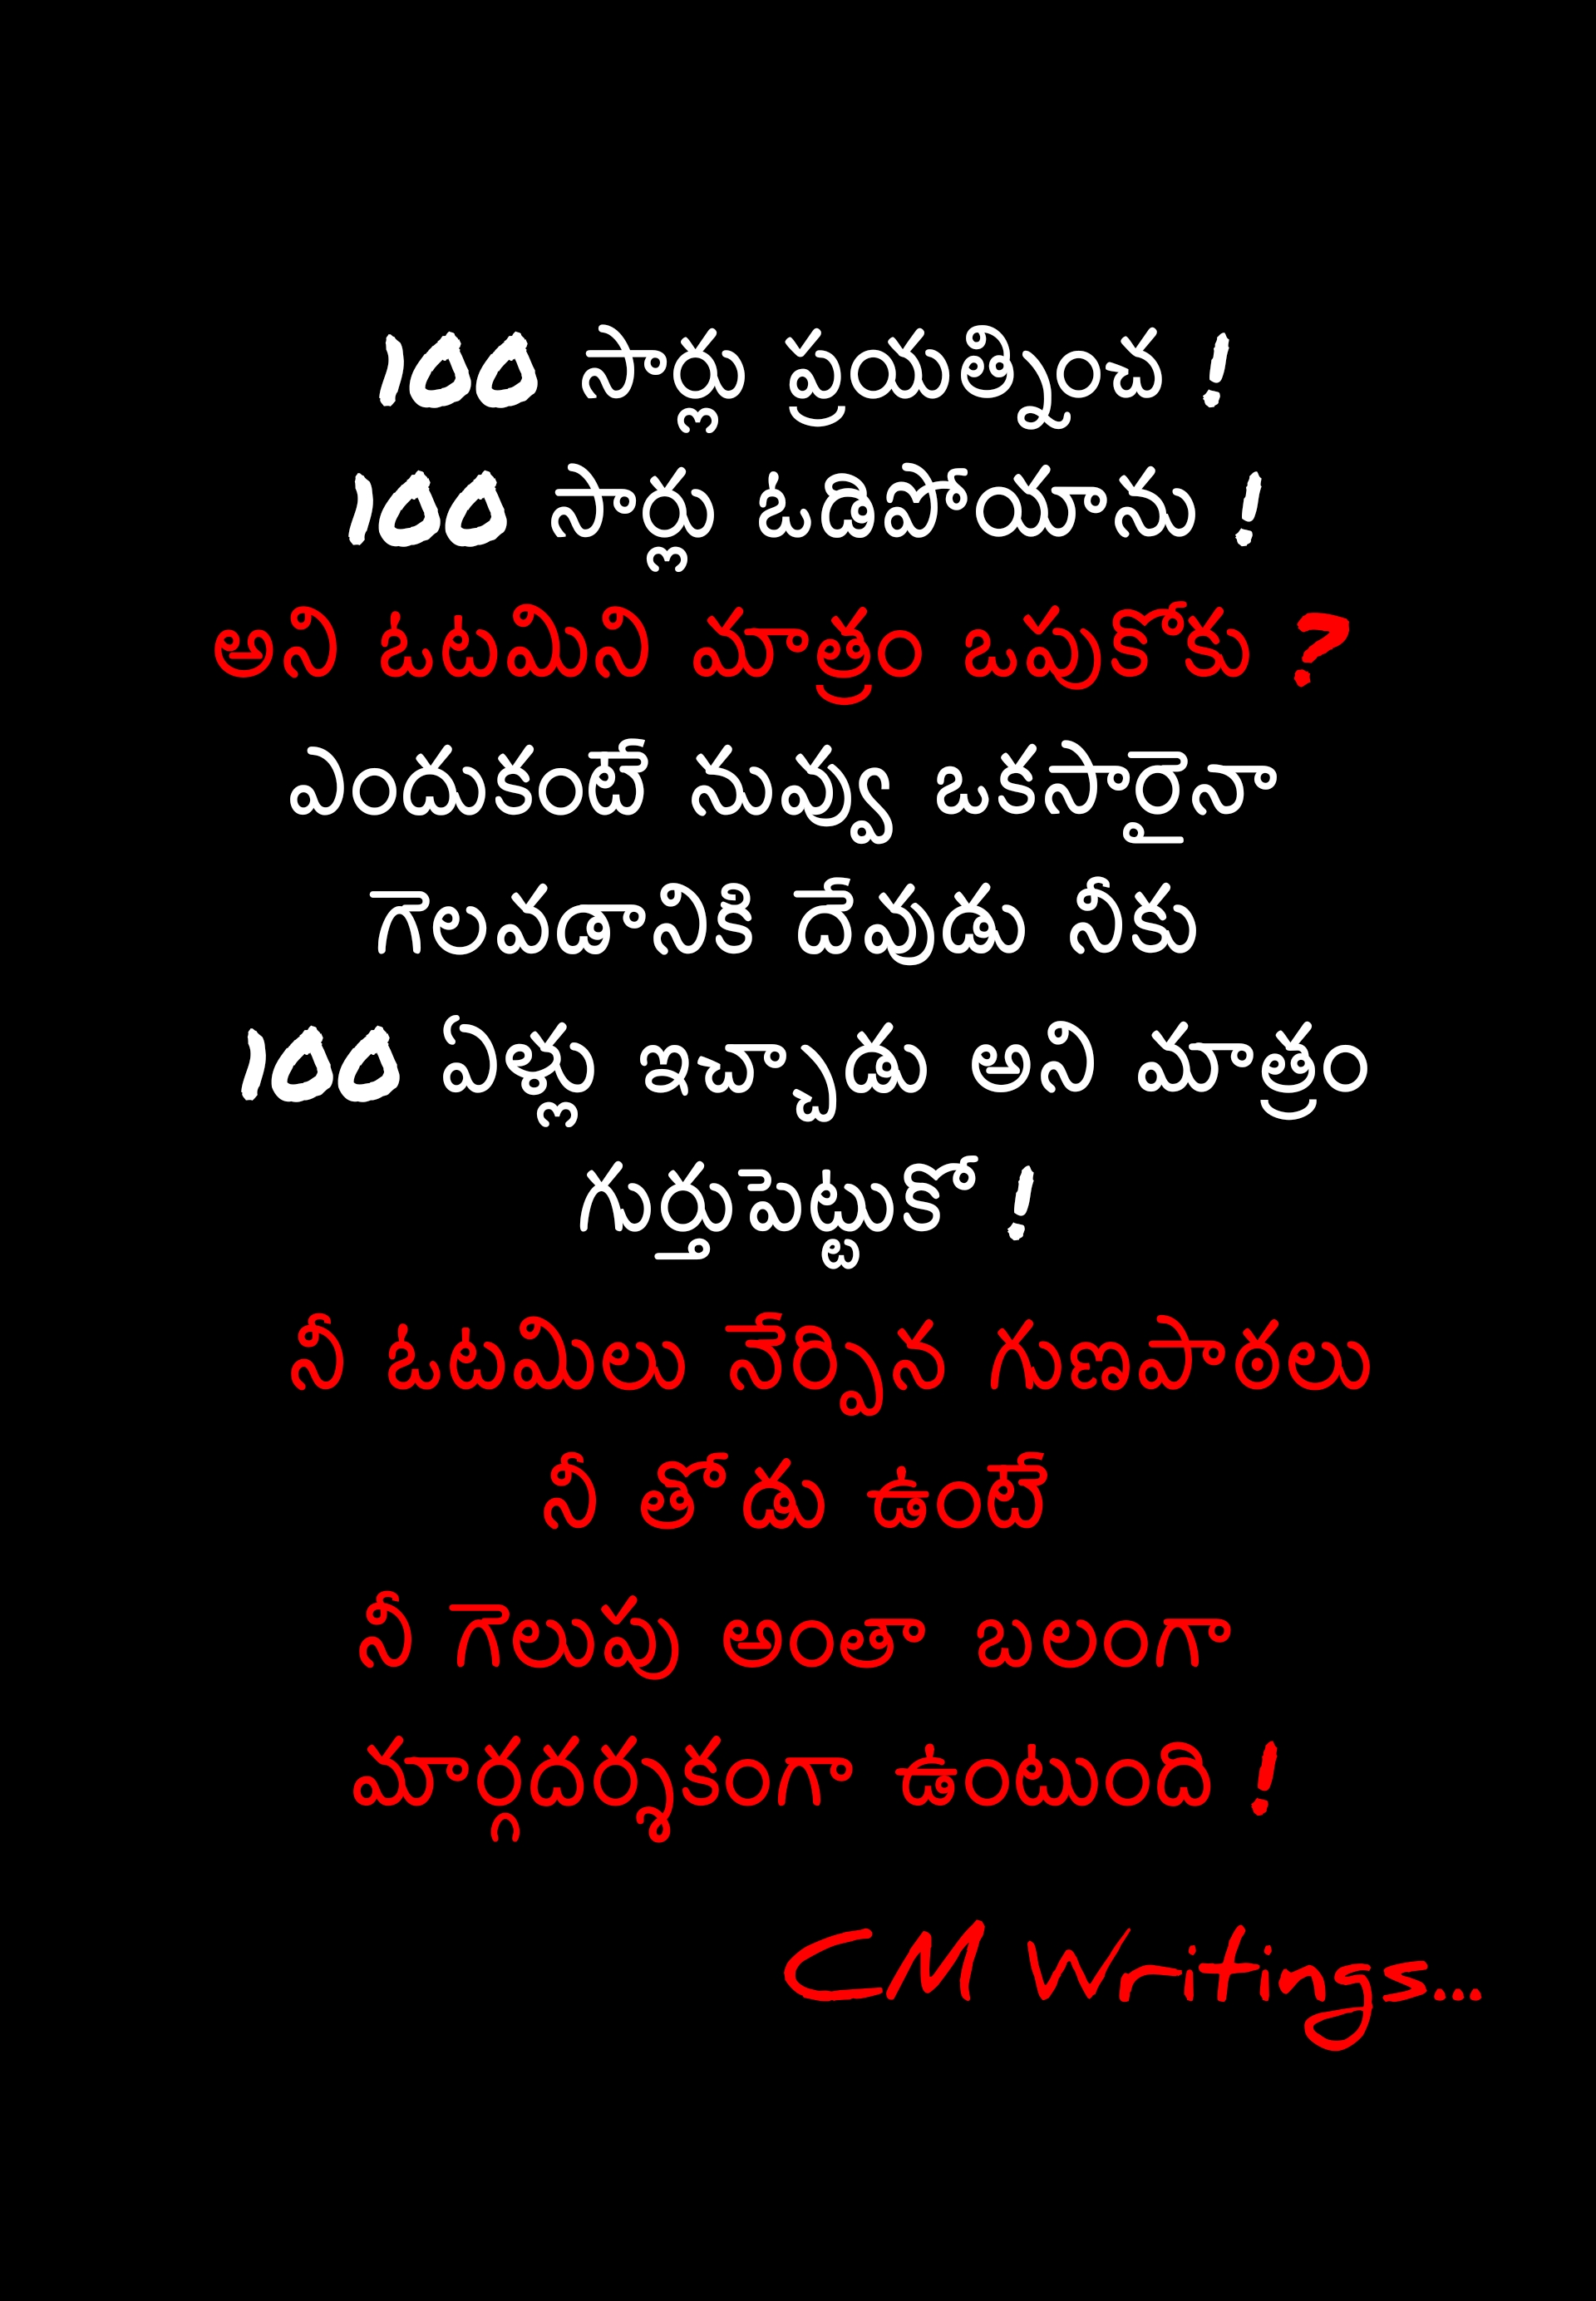 100 సార్లు ప్రయత్నించ !
100 సార్లు ఓడిపోయాను !
అని ఓటమిని మాత్రం ఒప్పుకోకు ?
ఎందుకంటే నువ్వు ఒకసారైనా
గెలవడానికి దేవుడు నీకు
100 ఏళ్లు ఇచ్చాడు అని మాత్రం
గుర్తుపెట్టుకో !
నీ ఓటమిలు నేర్పిన గుణపాఠలు
నీ తోడు ఉంటే
నీ గెలుపు అంతా బలంగా
మార్గదర్శకంగా ఉంటుంది !
CM Writings...